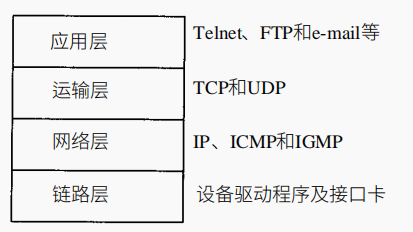 应用层 Telnet、FTP和e-mail等
运输层 TCP和UDP
网络层 IP、ICMP和IGMP
链路层 设备驱动程序及接口卡